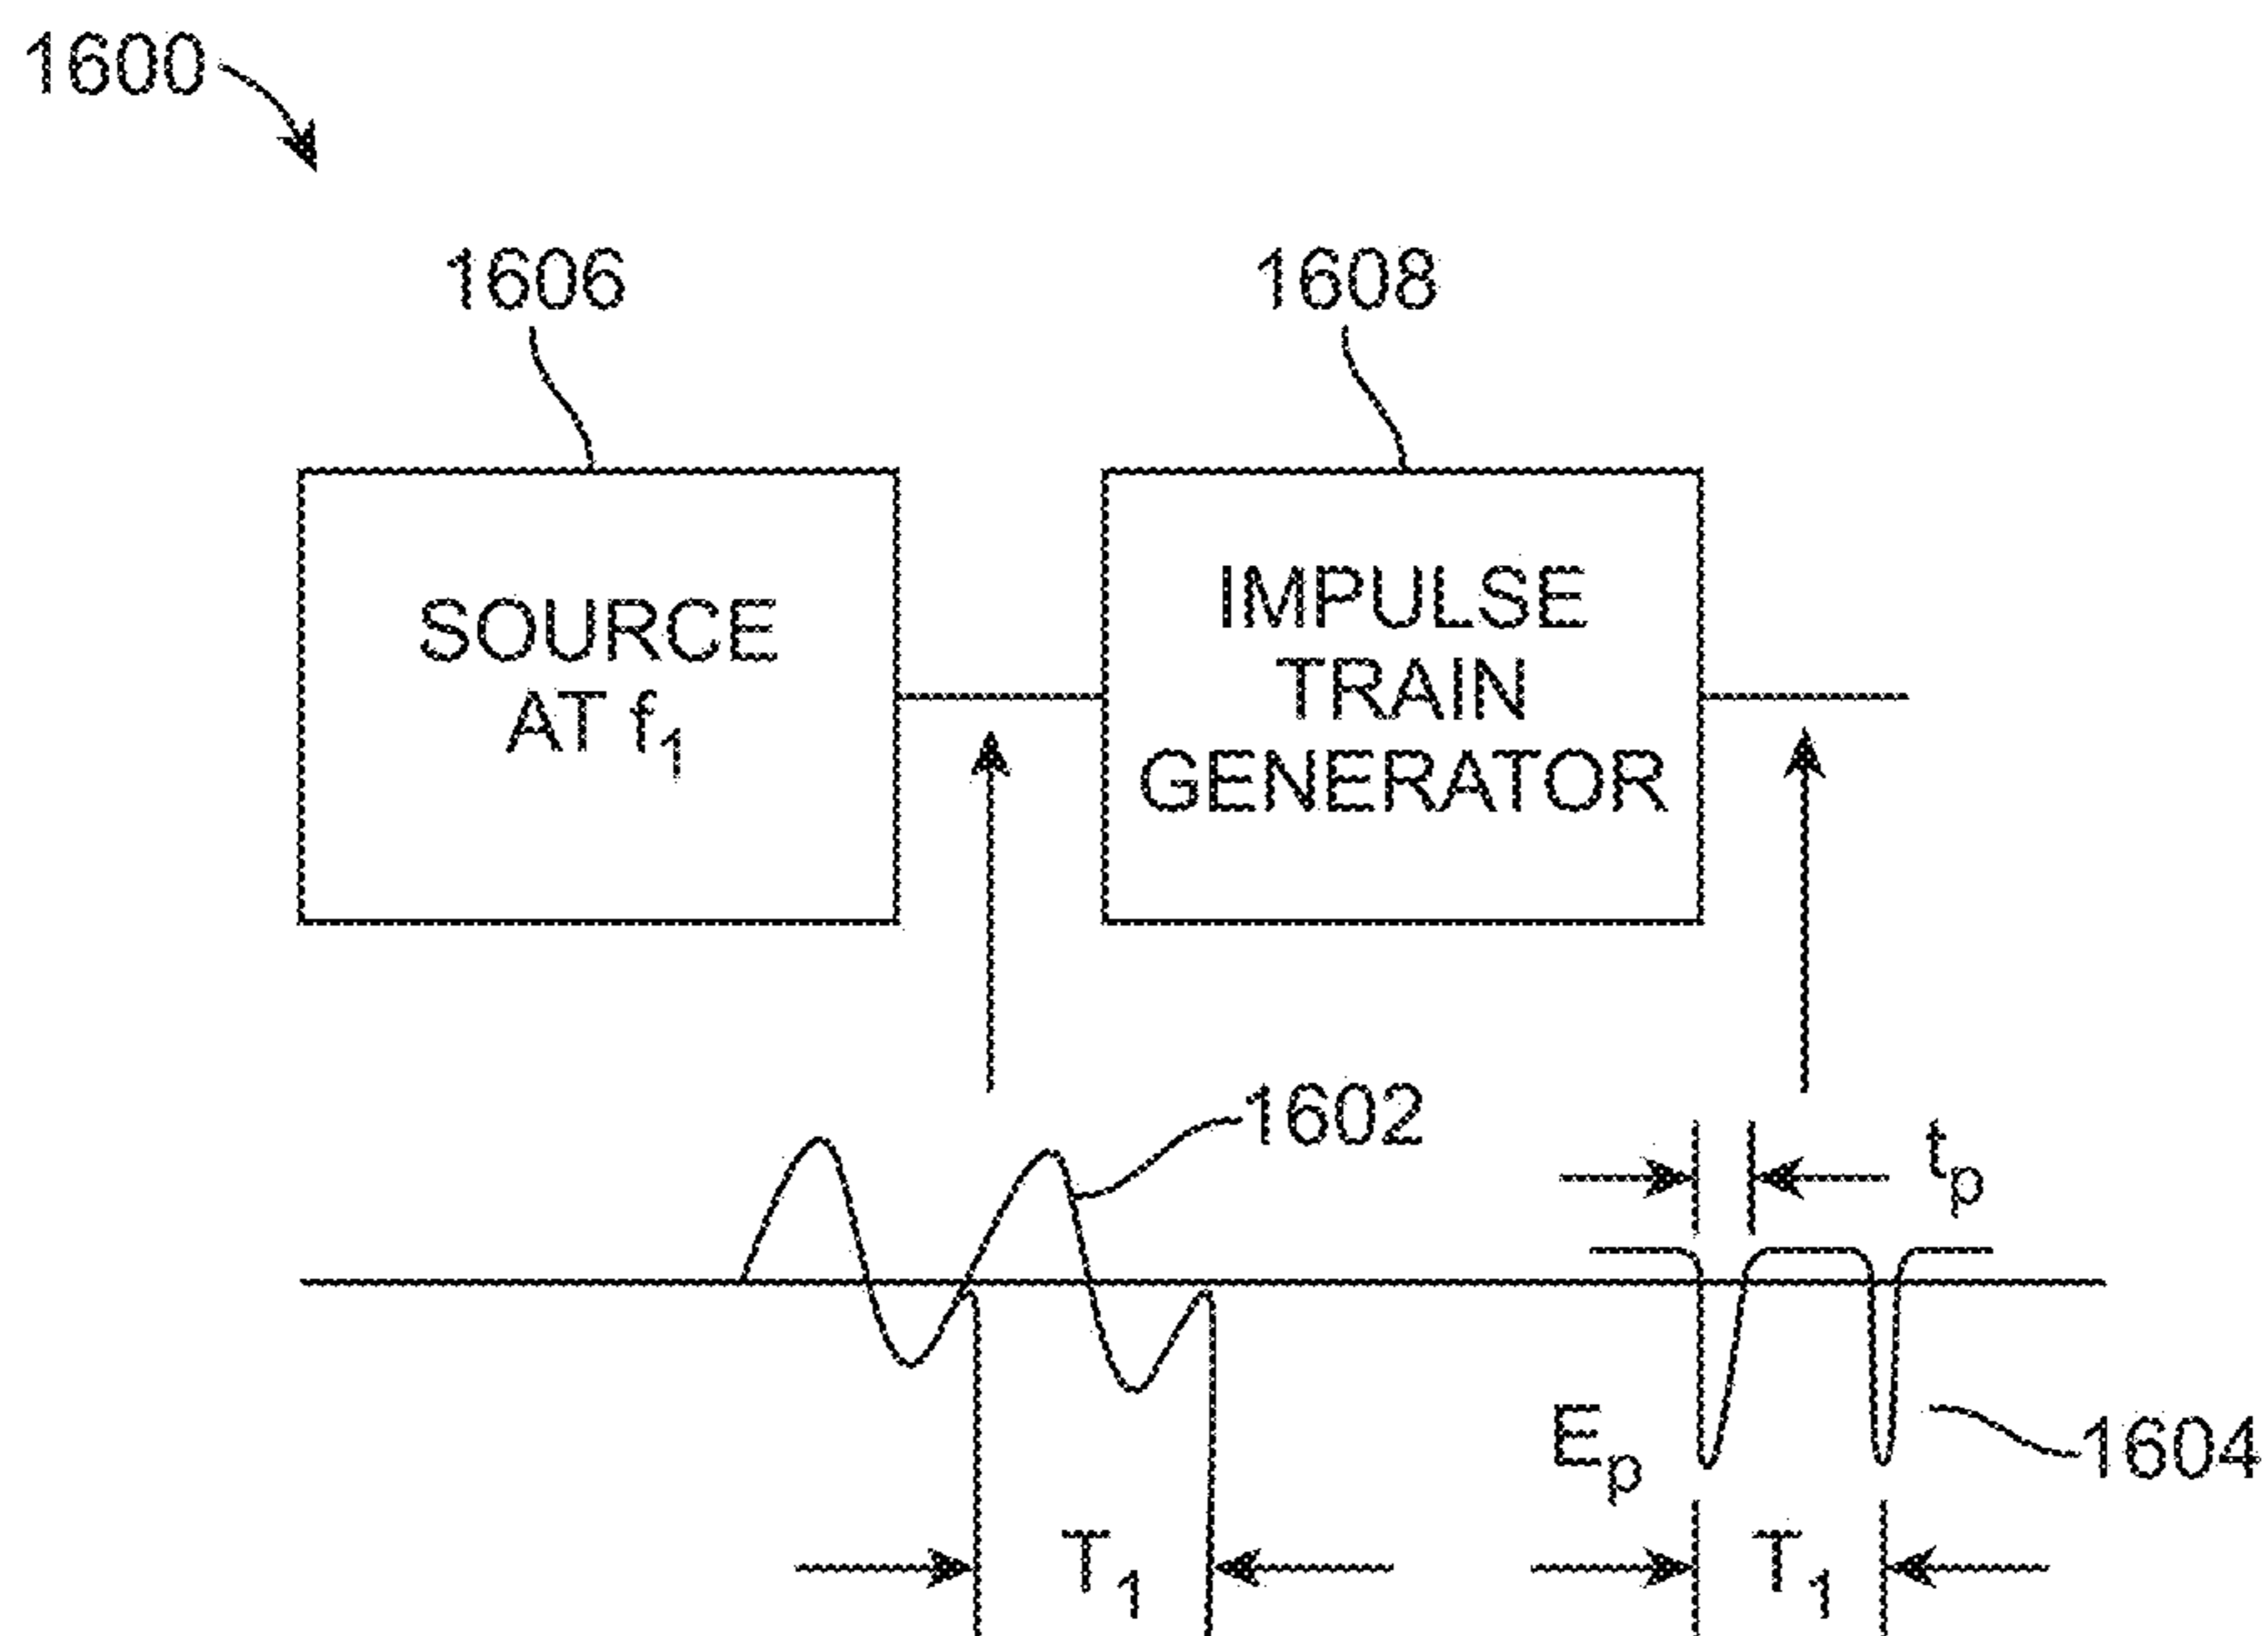 1600
1606
1608
SOURCE
AT f₁
IMPULSE
TRAIN
GENERATOR
1602
tₚ
Eₚ
1604
T₁
T₁